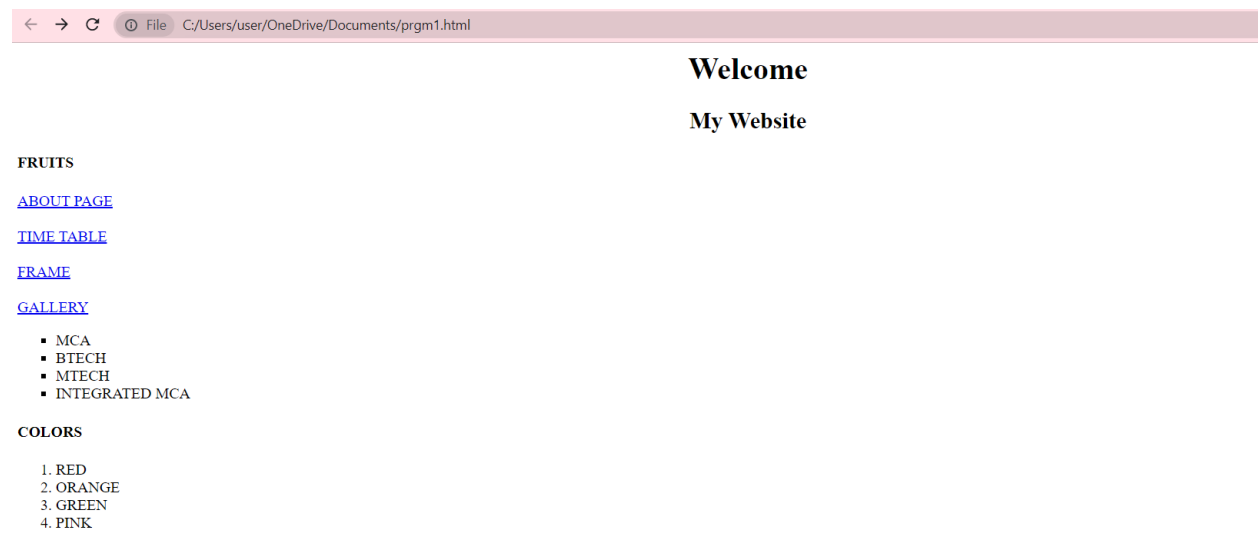 File C:/Users/user/OneDrive/Documents/prgm1.html
Welcome
My Website
FRUITS
ABOUT PAGE
TIME TABLE
FRAME
GALLERY
▪ MCA
▪ BTECH
▪ MTECH
▪ INTEGRATED MCA
COLORS
1. RED
2. ORANGE
3. GREEN
4. PINK